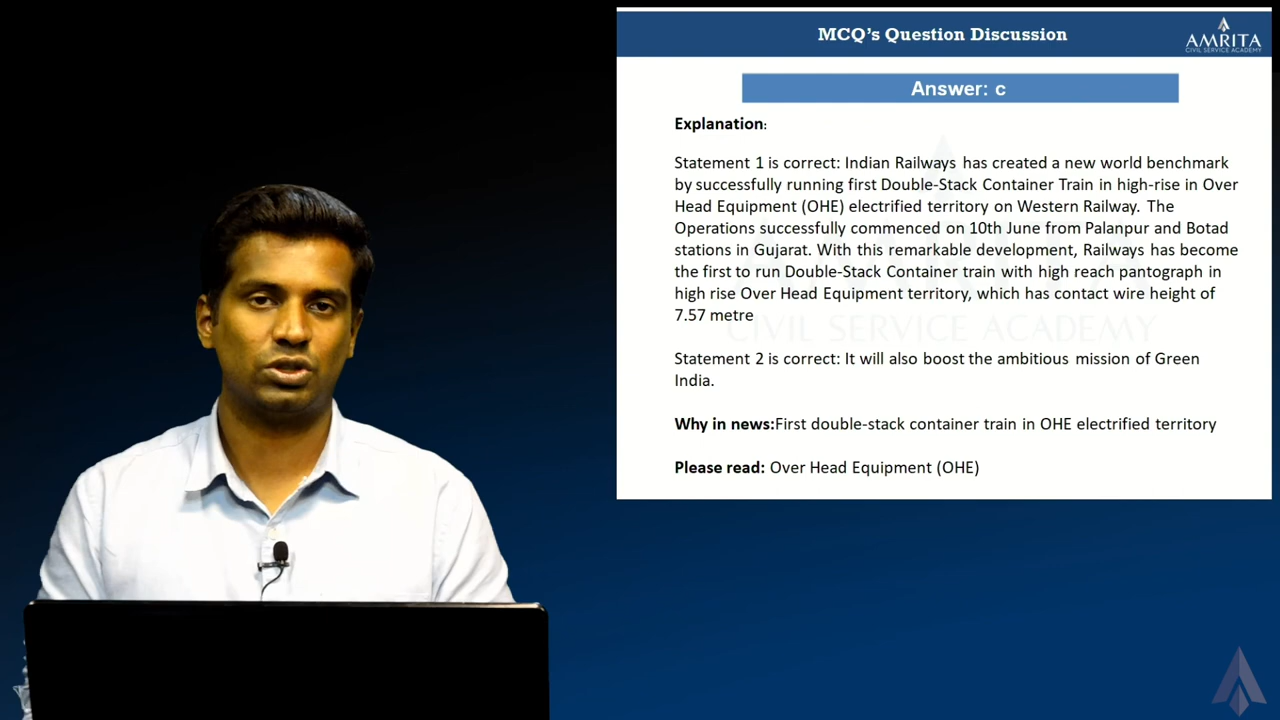 MCQ's Question Discussion
AMRITA
CIVIL SERVICE ACADEMY
Answer: c
Explanation:
Statement 1 is correct: Indian Railways has created a new world benchmark
by successfully running first Double-Stack Container Train in high-rise in Over
Head Equipment (OHE) electrified territory on Western Railway. The
Operations successfully commenced on 10th June from Palanpur and Botad
stations in Gujarat. With this remarkable development, Railways has become
the first to run Double-Stack Container train with high reach pantograph in
high rise Over Head Equipment territory, which has contact wire height of
7.57 metre
CIVIL SERVICE ACADEMY
Statement 2 is correct: It will also boost the ambitious mission of Green
India.
Why in news:First double-stack container train in OHE electrified territory
Please read: Over Head Equipment (OHE)